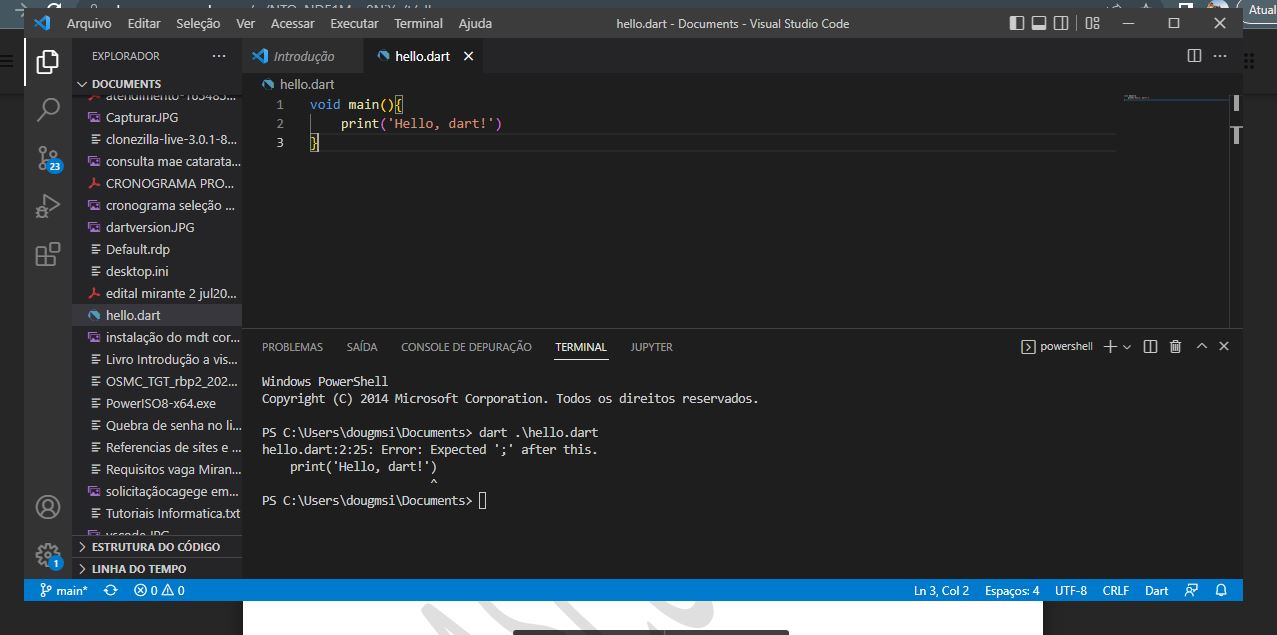 Atual
Arquivo Editar Seleção Ver Acessar Executar Terminal Ajuda
hello.dart - Documents - Visual Studio Code
EXPLORADOR
DOCUMENTS
CapturarJPG
clonezilla-live-3.0.1-8...
consulta mae catarata...
CRONOGRAMA PRO...
cronograma seleção ...
dartversion.JPG
Default.rdp
desktop.ini
edital mirante 2 jul20...
hello.dart
instalação do mdt cor...
Livro Introdução a vis...
OSMC_TGT_rbp2_202...
PowerISO8-x64.exe
Quebra de senha no li...
Referencias de sites e ...
Requisitos vaga Miran...
solicitaçãocagege em...
Tutoriais Informatica.txt
vscode.JPG
ESTRUTURA DO CÓDIGO
LINHA DO TEMPO
23
1
Introdução
hello.dart
hello.dart
1 void main(){
2 print('Hello, dart!')
3 }
PROBLEMAS SAÍDA CONSOLE DE DEPURAÇÃO TERMINAL JUPYTER
powershell
Windows PowerShell
Copyright (C) 2014 Microsoft Corporation. Todos os direitos reservados.
PS C:\Users\dougmsi\Documents> dart .\hello.dart
hello.dart:2:25: Error: Expected ';' after this.
print('Hello, dart!')
^
PS C:\Users\dougmsi\Documents>
main* 0 0
Ln 3, Col 2 Espaços: 4 UTF-8 CRLF Dart